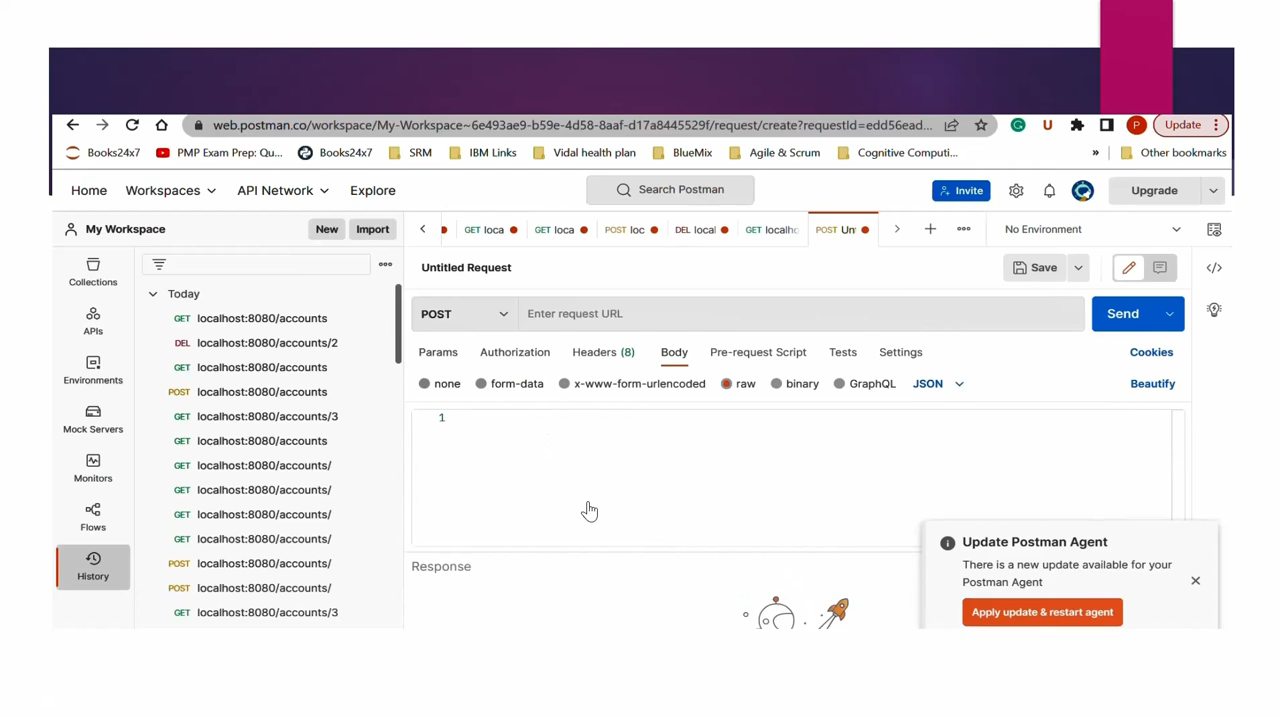 web.postman.co/workspace/My-Workspace~6e493ae9-b59e-4d58-8aaf-d17a8445529f/request/create?requestId=edd56ead...
P
Update
Books24x7
PMP Exam Prep: Qu...
Books24x7
SRM
IBM Links
Vidal health plan
BlueMix
Agile & Scrum
Cognitive Computi...
»
Other bookmarks
Home
Workspaces
API Network
Explore
Search Postman
Invite
Upgrade
My Workspace
New
Import
GET loca
GET loca
POST loc
DEL local
GET localho
POST Unt
No Environment
Collections
APIs
Environments
Mock Servers
Monitors
Flows
History
Today
GET localhost:8080/accounts
DEL localhost:8080/accounts/2
GET localhost:8080/accounts
POST localhost:8080/accounts
GET localhost:8080/accounts/3
GET localhost:8080/accounts
GET localhost:8080/accounts/
GET localhost:8080/accounts/
GET localhost:8080/accounts/
GET localhost:8080/accounts/
POST localhost:8080/accounts/
POST localhost:8080/accounts/
GET localhost:8080/accounts/3
Untitled Request
Save
POST
Enter request URL
Send
Params
Authorization
Headers (8)
Body
Pre-request Script
Tests
Settings
Cookies
none
form-data
x-www-form-urlencoded
raw
binary
GraphQL
JSON
Beautify
1
Response
Update Postman Agent
There is a new update available for your
Postman Agent
Apply update & restart agent